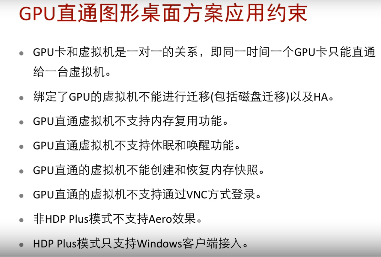 GPU直通图形桌面方案应用约束
GPU卡和虚拟机是一对一的关系，即同一时间一个GPU卡只能直通
给一台虚拟机。
绑定了GPU的虚拟机不能进行迁移(包括磁盘迁移)以及HA。
GPU直通虚拟机不支持内存复用功能。
GPU直通虚拟机不支持休眠和唤醒功能。
GPU直通的虚拟机不能创建和恢复内存快照。
GPU直通的虚拟机不支持通过VNC方式登录。
非HDP Plus模式不支持Aero效果。
HDP Plus模式只支持Windows客户端接入。